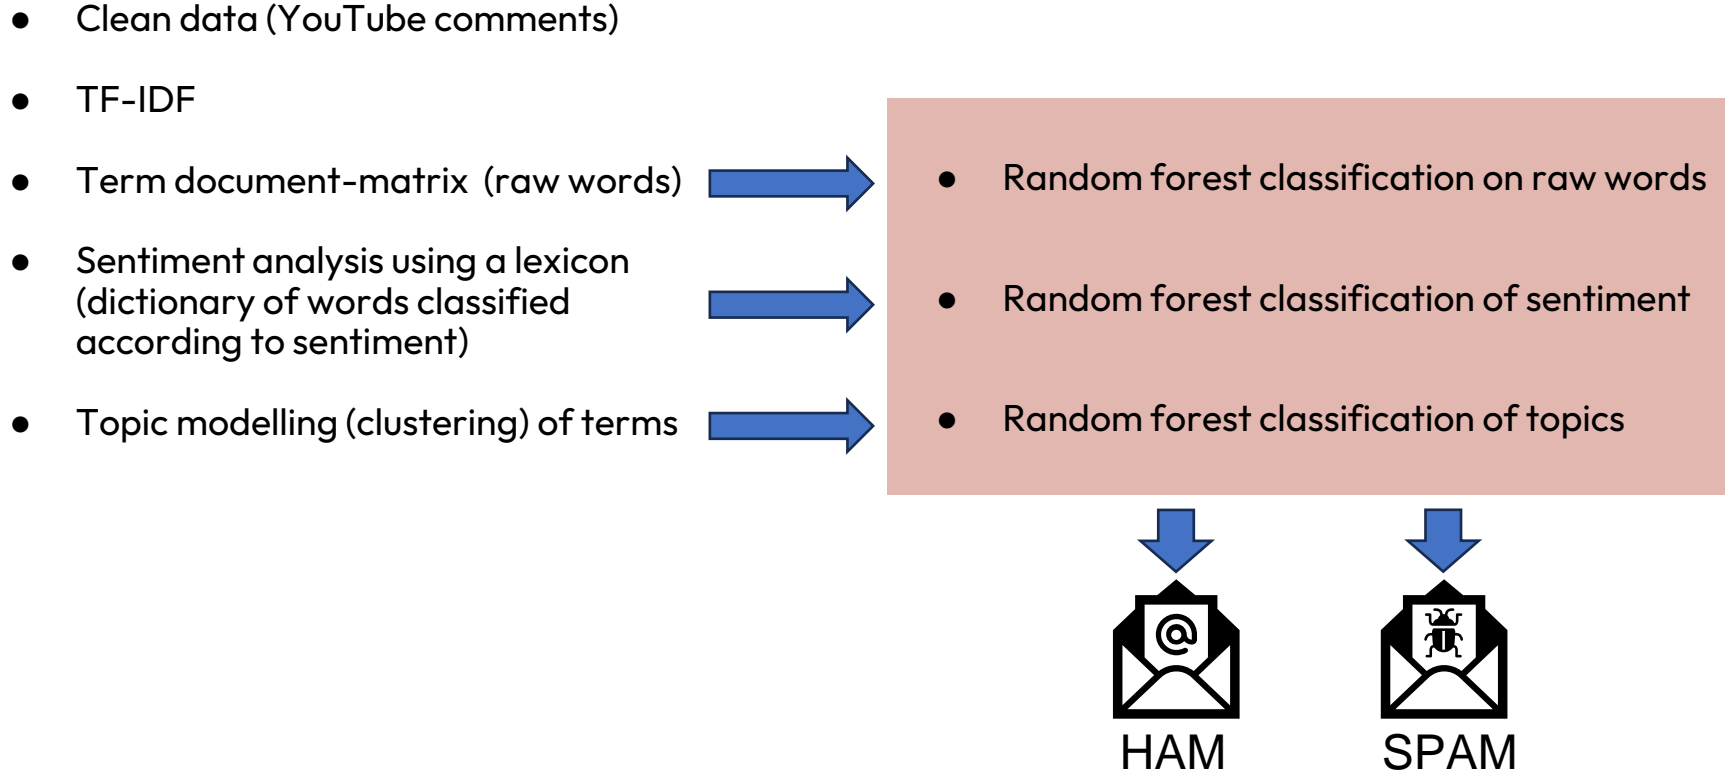 ● Clean data (YouTube comments)
● TF-IDF
● Term document-matrix (raw words)
● Sentiment analysis using a lexicon
(dictionary of words classified
according to sentiment)
● Topic modelling (clustering) of terms
● Random forest classification on raw words
● Random forest classification of sentiment
● Random forest classification of topics
@
HAM
SPAM